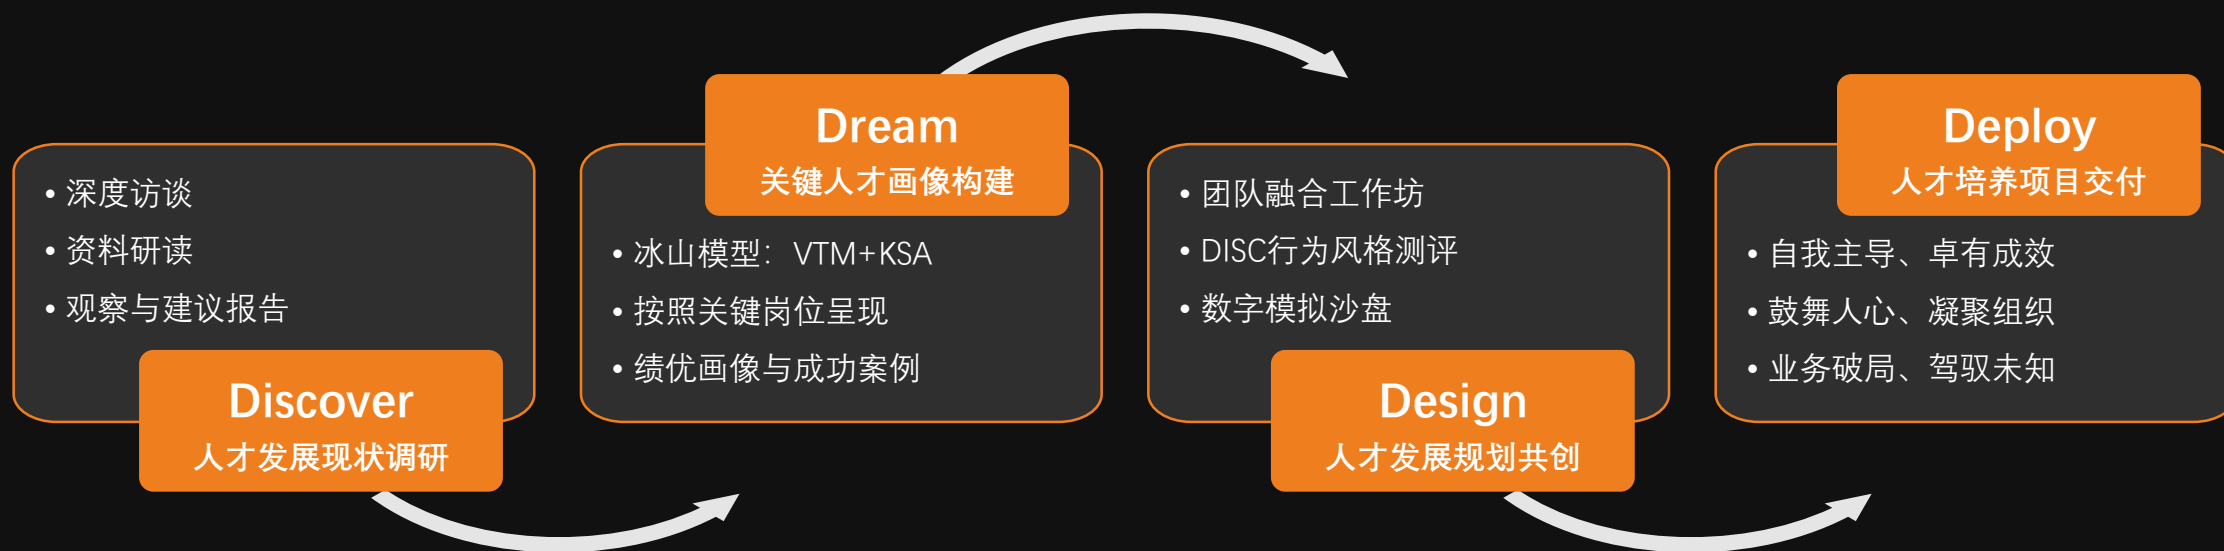 • 深度访谈
• 资料研读
• 观察与建议报告
Discover
人才发展现状调研
Dream
关键人才画像构建
• 冰山模型：VTM+KSA
• 按照关键岗位呈现
• 绩优画像与成功案例
• 团队融合工作坊
• DISC行为风格测评
• 数字模拟沙盘
Design
人才发展规划共创
Deploy
人才培养项目交付
• 自我主导、卓有成效
• 鼓舞人心、凝聚组织
• 业务破局、驾驭未知